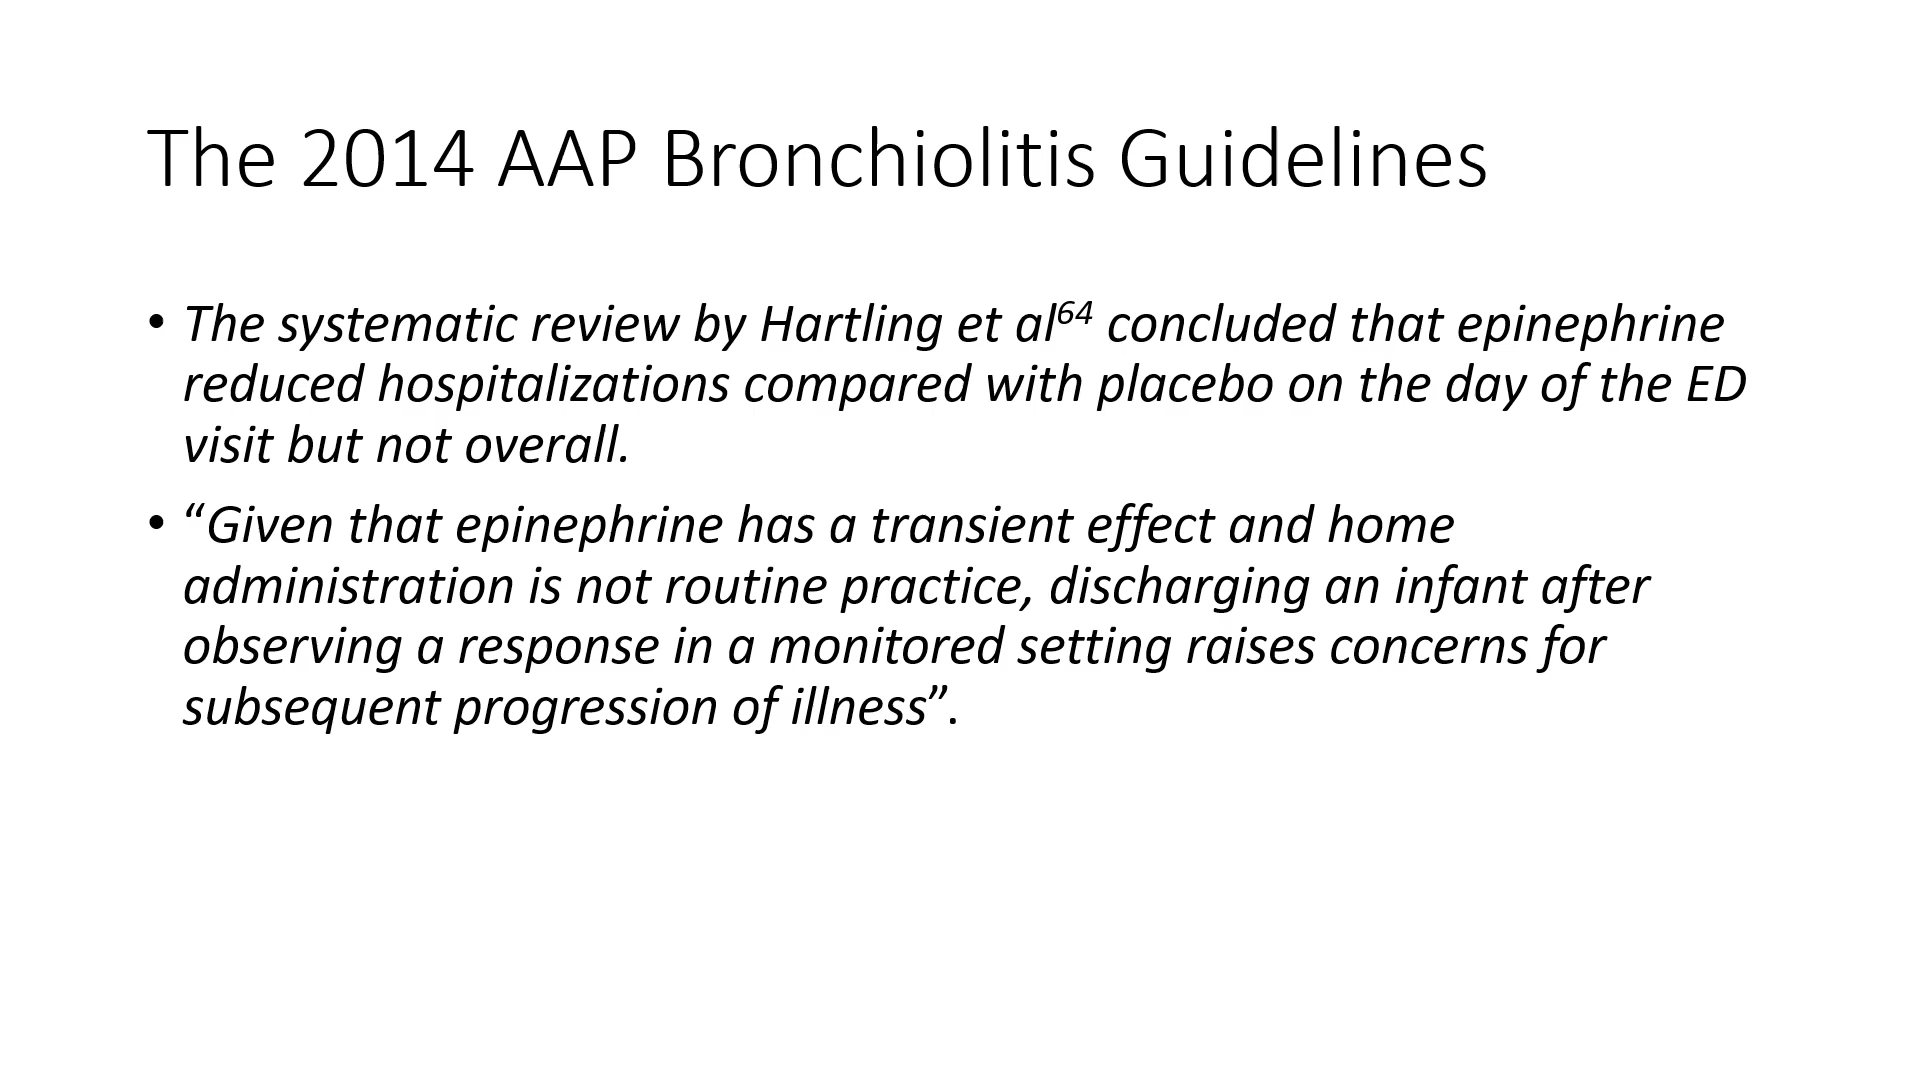 The 2014 AAP Bronchiolitis Guidelines
• The systematic review by Hartling et al64 concluded that epinephrine
reduced hospitalizations compared with placebo on the day of the ED
visit but not overall.
• “Given that epinephrine has a transient effect and home
administration is not routine practice, discharging an infant after
observing a response in a monitored setting raises concerns for
subsequent progression of illness”.